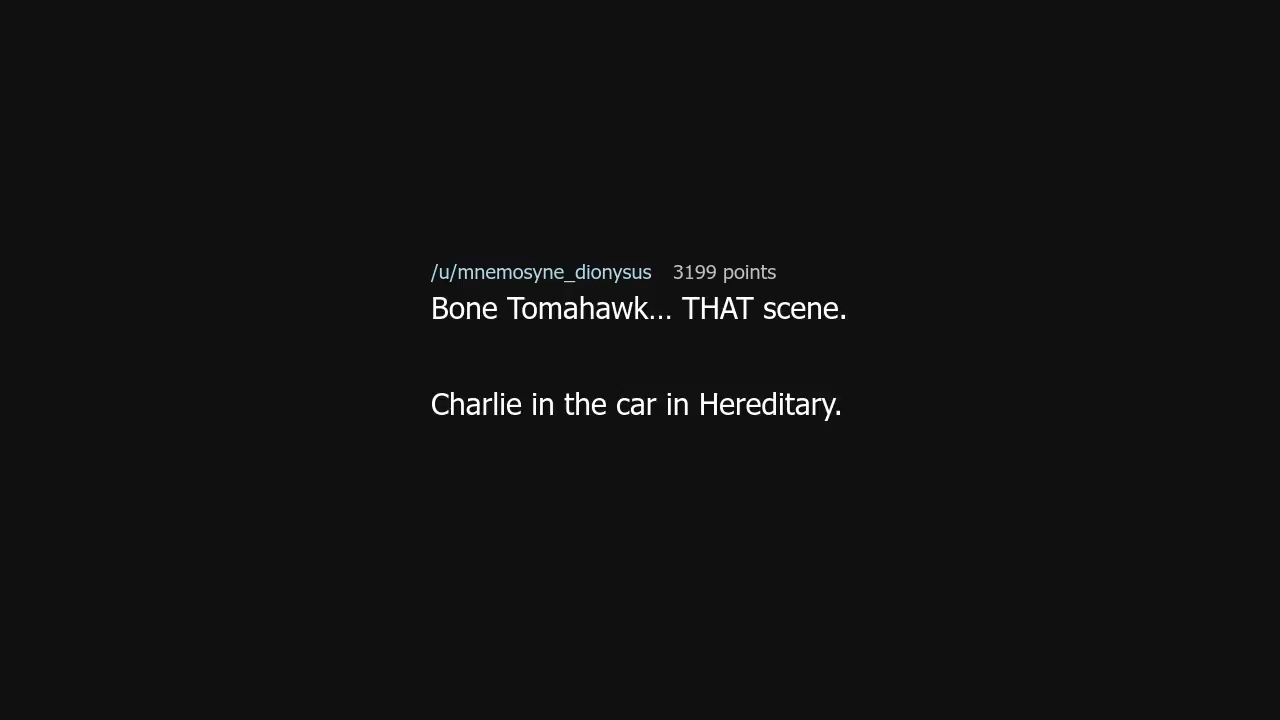 /u/mnemosyne_dionysus 3199 points
Bone Tomahawk... THAT scene.
Charlie in the car in Hereditary.